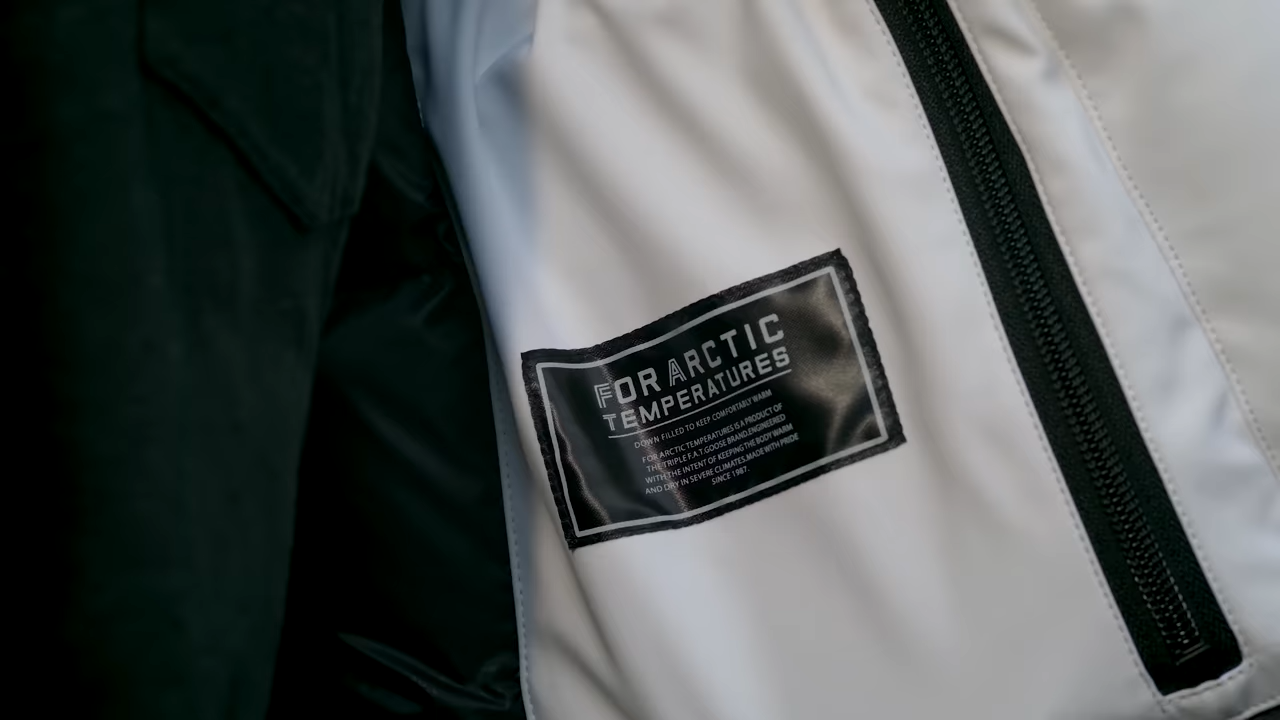 FOR ARCTIC
TEMPERATURES
DOWN FILLED TO KEEP COMFORTABLY WARM
FOR ARCTIC TEMPERATURES IS A PRODUCT OF
THE TRIPLE F.A.T. GOOSE BRAND. ENGINEERED
WITH THE INTENT OF KEEPING THE BODY WARM
AND DRY IN SEVERE CLIMATES. MADE WITH PRIDE
SINCE 1987.